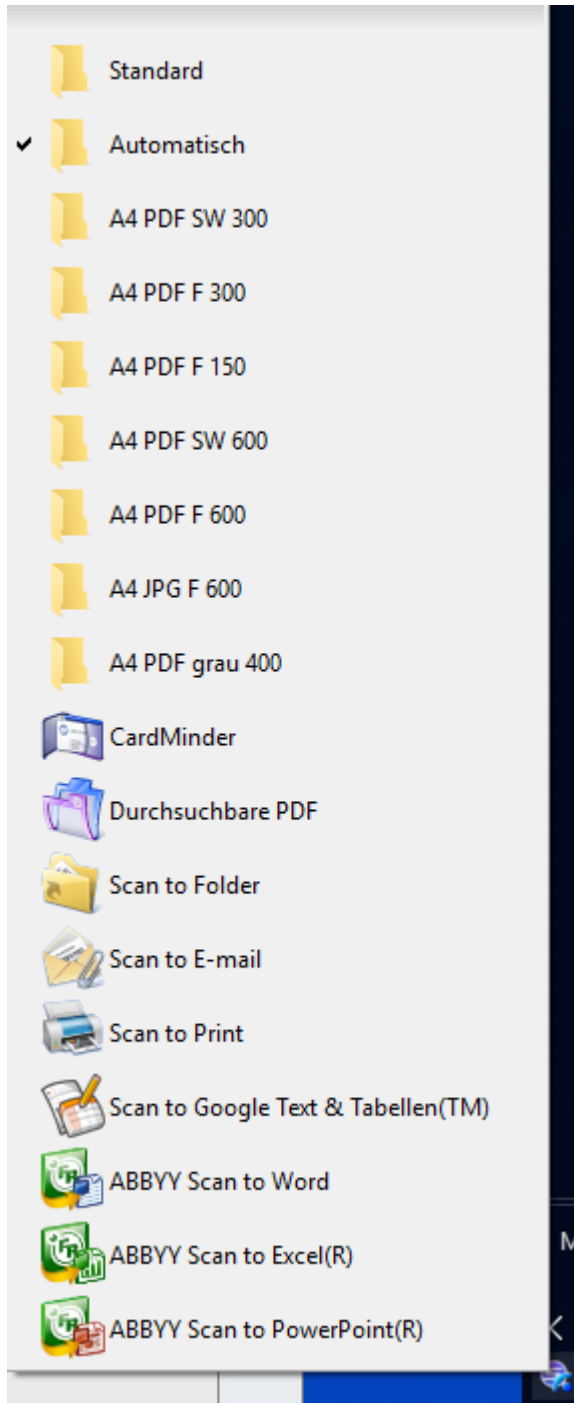 Standard
Automatisch
A4 PDF SW 300
A4 PDF F 300
A4 PDF F 150
A4 PDF SW 600
A4 PDF F 600
A4 JPG F 600
A4 PDF grau 400
CardMinder
Durchsuchbare PDF
Scan to Folder
Scan to E-mail
Scan to Print
Scan to Google Text & Tabellen(TM)
ABBYY Scan to Word
ABBYY Scan to Excel(R)
ABBYY Scan to PowerPoint(R)